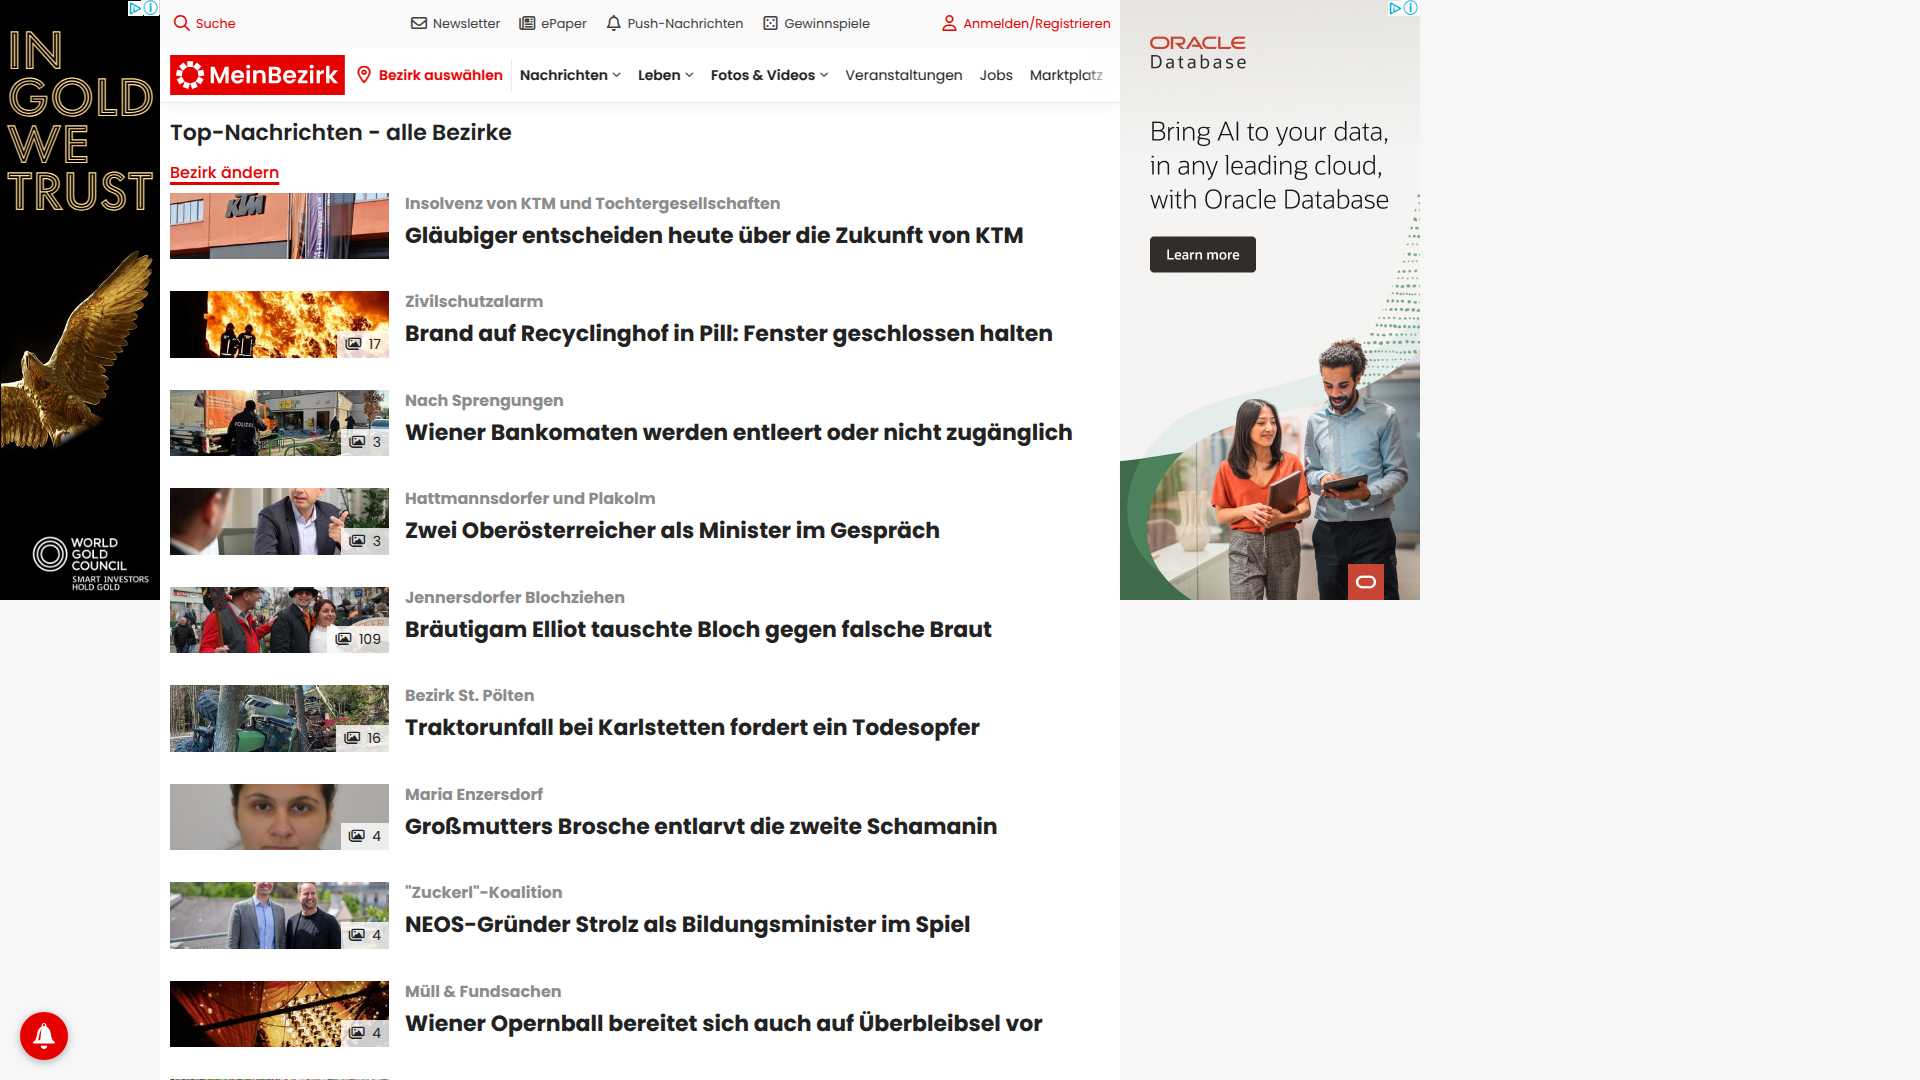 IN
GOLD
WE
TRUST
WORLD
GOLD
COUNCIL
SMART INVESTORS
HOLD GOLD
Suche
Newsletter
ePaper
Push-Nachrichten
Gewinnspiele
Anmelden/Registrieren
MeinBezirk
Bezirk auswählen
Nachrichten
Leben
Fotos & Videos
Veranstaltungen
Jobs
Marktplatz
Top-Nachrichten - alle Bezirke
Bezirk ändern
KTM
Insolvenz von KTM und Tochtergesellschaften
Gläubiger entscheiden heute über die Zukunft von KTM
17
Zivilschutzalarm
Brand auf Recyclinghof in Pill: Fenster geschlossen halten
POLIZEI
3
Nach Sprengungen
Wiener Bankomaten werden entleert oder nicht zugänglich
3
Hattmannsdorfer und Plakolm
Zwei Oberösterreicher als Minister im Gespräch
109
Jennersdorfer Blochziehen
Bräutigam Elliot tauschte Bloch gegen falsche Braut
16
Bezirk St. Pölten
Traktorunfall bei Karlstetten fordert ein Todesopfer
4
Maria Enzersdorf
Großmutters Brosche entlarvt die zweite Schamanin
4
"Zuckerl"-Koalition
NEOS-Gründer Strolz als Bildungsminister im Spiel
4
Müll & Fundsachen
Wiener Opernball bereitet sich auch auf Überbleibsel vor
ORACLE
Database
Bring AI to your data,
in any leading cloud,
with Oracle Database
Learn more